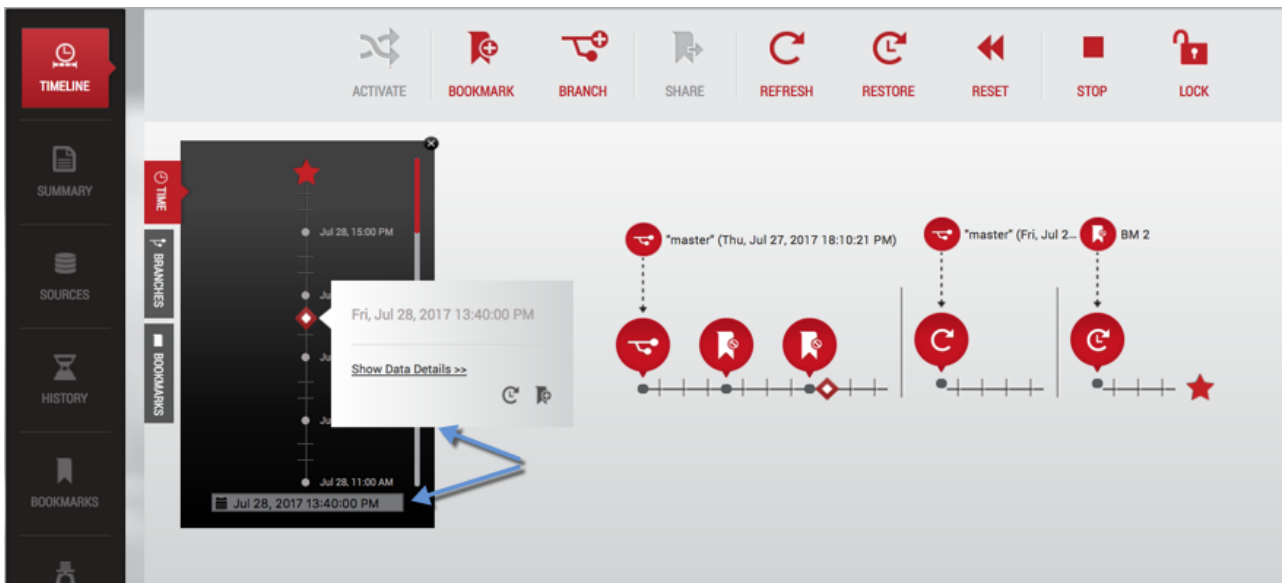 TIMELINE
SUMMARY
SOURCES
HISTORY
BOOKMARKS
ACTIVATE
BOOKMARK
BRANCH
SHARE
REFRESH
RESTORE
RESET
STOP
LOCK
TIME
BRANCHES
BOOKMARKS
Jul 28, 15:00 PM
Fri, Jul 28, 2017 13:40:00 PM
Show Data Details >>
Jul 28, 11:00 AM
Jul 28, 2017 13:40:00 PM
"master" (Thu, Jul 27, 2017 18:10:21 PM)
"master" (Fri, Jul 2...
BM 2